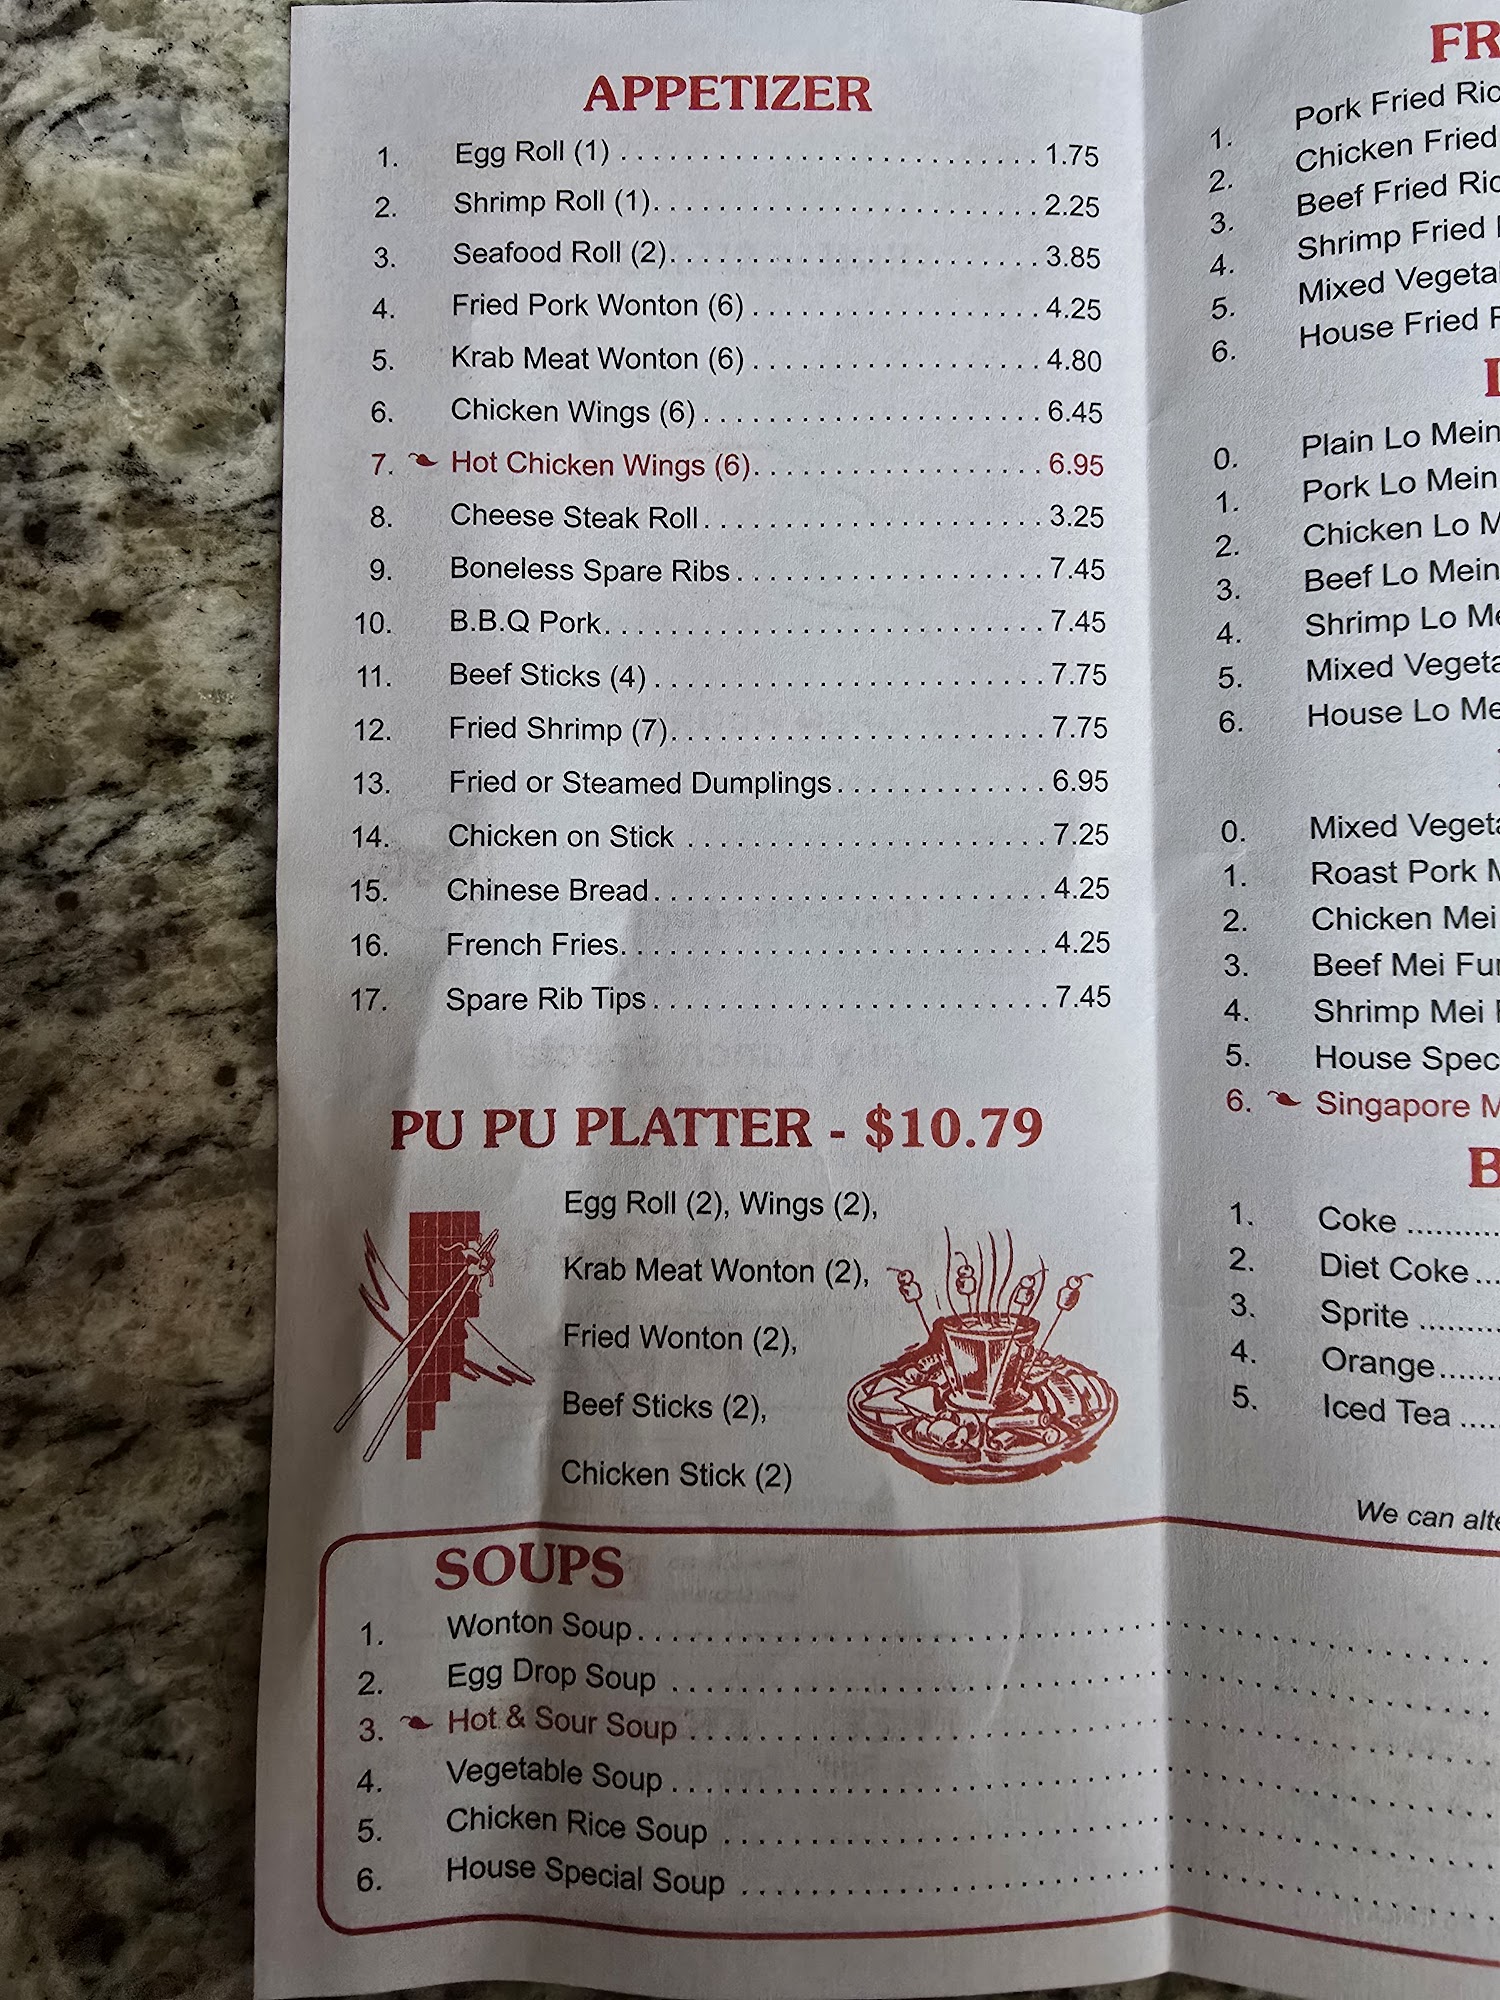 APPETIZER
1. Egg Roll (1) 1.75
2. Shrimp Roll (1) 2.25
3. Seafood Roll (2) 3.85
4. Fried Pork Wonton (6) 4.25
5. Krab Meat Wonton (6) 4.80
6. Chicken Wings (6) 6.45
7. Hot Chicken Wings (6) 6.95
8. Cheese Steak Roll 3.25
9. Boneless Spare Ribs 7.45
10. B.B.Q Pork 7.45
11. Beef Sticks (4) 7.75
12. Fried Shrimp (7) 7.75
13. Fried or Steamed Dumplings 6.95
14. Chicken on Stick 7.25
15. Chinese Bread 4.25
16. French Fries 4.25
17. Spare Rib Tips 7.45
PU PU PLATTER - $10.79
Egg Roll (2), Wings (2),
Krab Meat Wonton (2),
Fried Wonton (2),
Beef Sticks (2),
Chicken Stick (2)
SOUPS
1. Wonton Soup
2. Egg Drop Soup
3. Hot & Sour Soup
4. Vegetable Soup
5. Chicken Rice Soup
6. House Special Soup
FR
1. Pork Fried Ric
2. Chicken Fried
3. Beef Fried Ric
4. Shrimp Fried
5. Mixed Vegeta
6. House Fried
0. Plain Lo Mein
1. Pork Lo Mein
2. Chicken Lo M
3. Beef Lo Mein
4. Shrimp Lo Me
5. Mixed Vegeta
6. House Lo Me
0. Mixed Vegeta
1. Roast Pork M
2. Chicken Mei
3. Beef Mei Fu
4. Shrimp Mei
5. House Spec
6. Singapore M
B
1. Coke
2. Diet Coke
3. Sprite
4. Orange
5. Iced Tea
We can alte